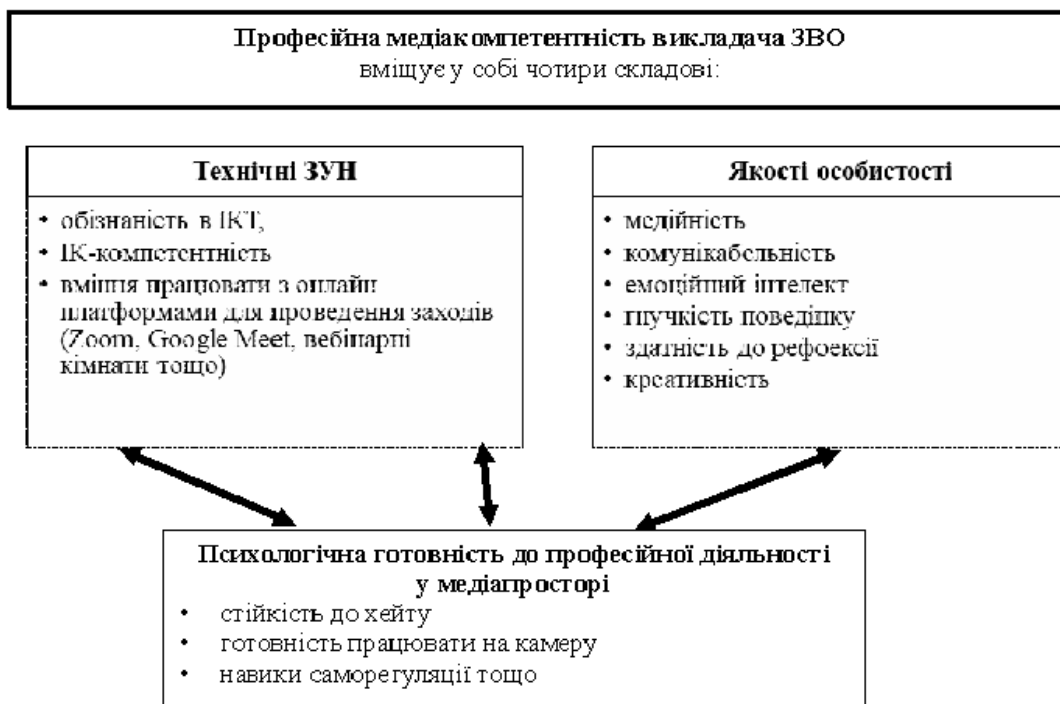 Професійна медіакомпетентність викладача ЗВО
вміщує у собі чотири складові:
Технічні ЗУН
• обізнаність в ІКТ,
• ІК-компетентність
• вміння працювати з онлайн
платформами для проведення заходів
(Zoom, Google Meet, вебінарні
кімнати тощо)
Якості особистості
• медійність
• комунікабельність
• емоційний інтелект
• гнучкість поведінку
• здатність до рефоексії
• креативність
Психологічна готовність до професійної діяльності
у медіапросторі
• стійкість до хейту
• готовність працювати на камеру
• навики саморегуляції тощо